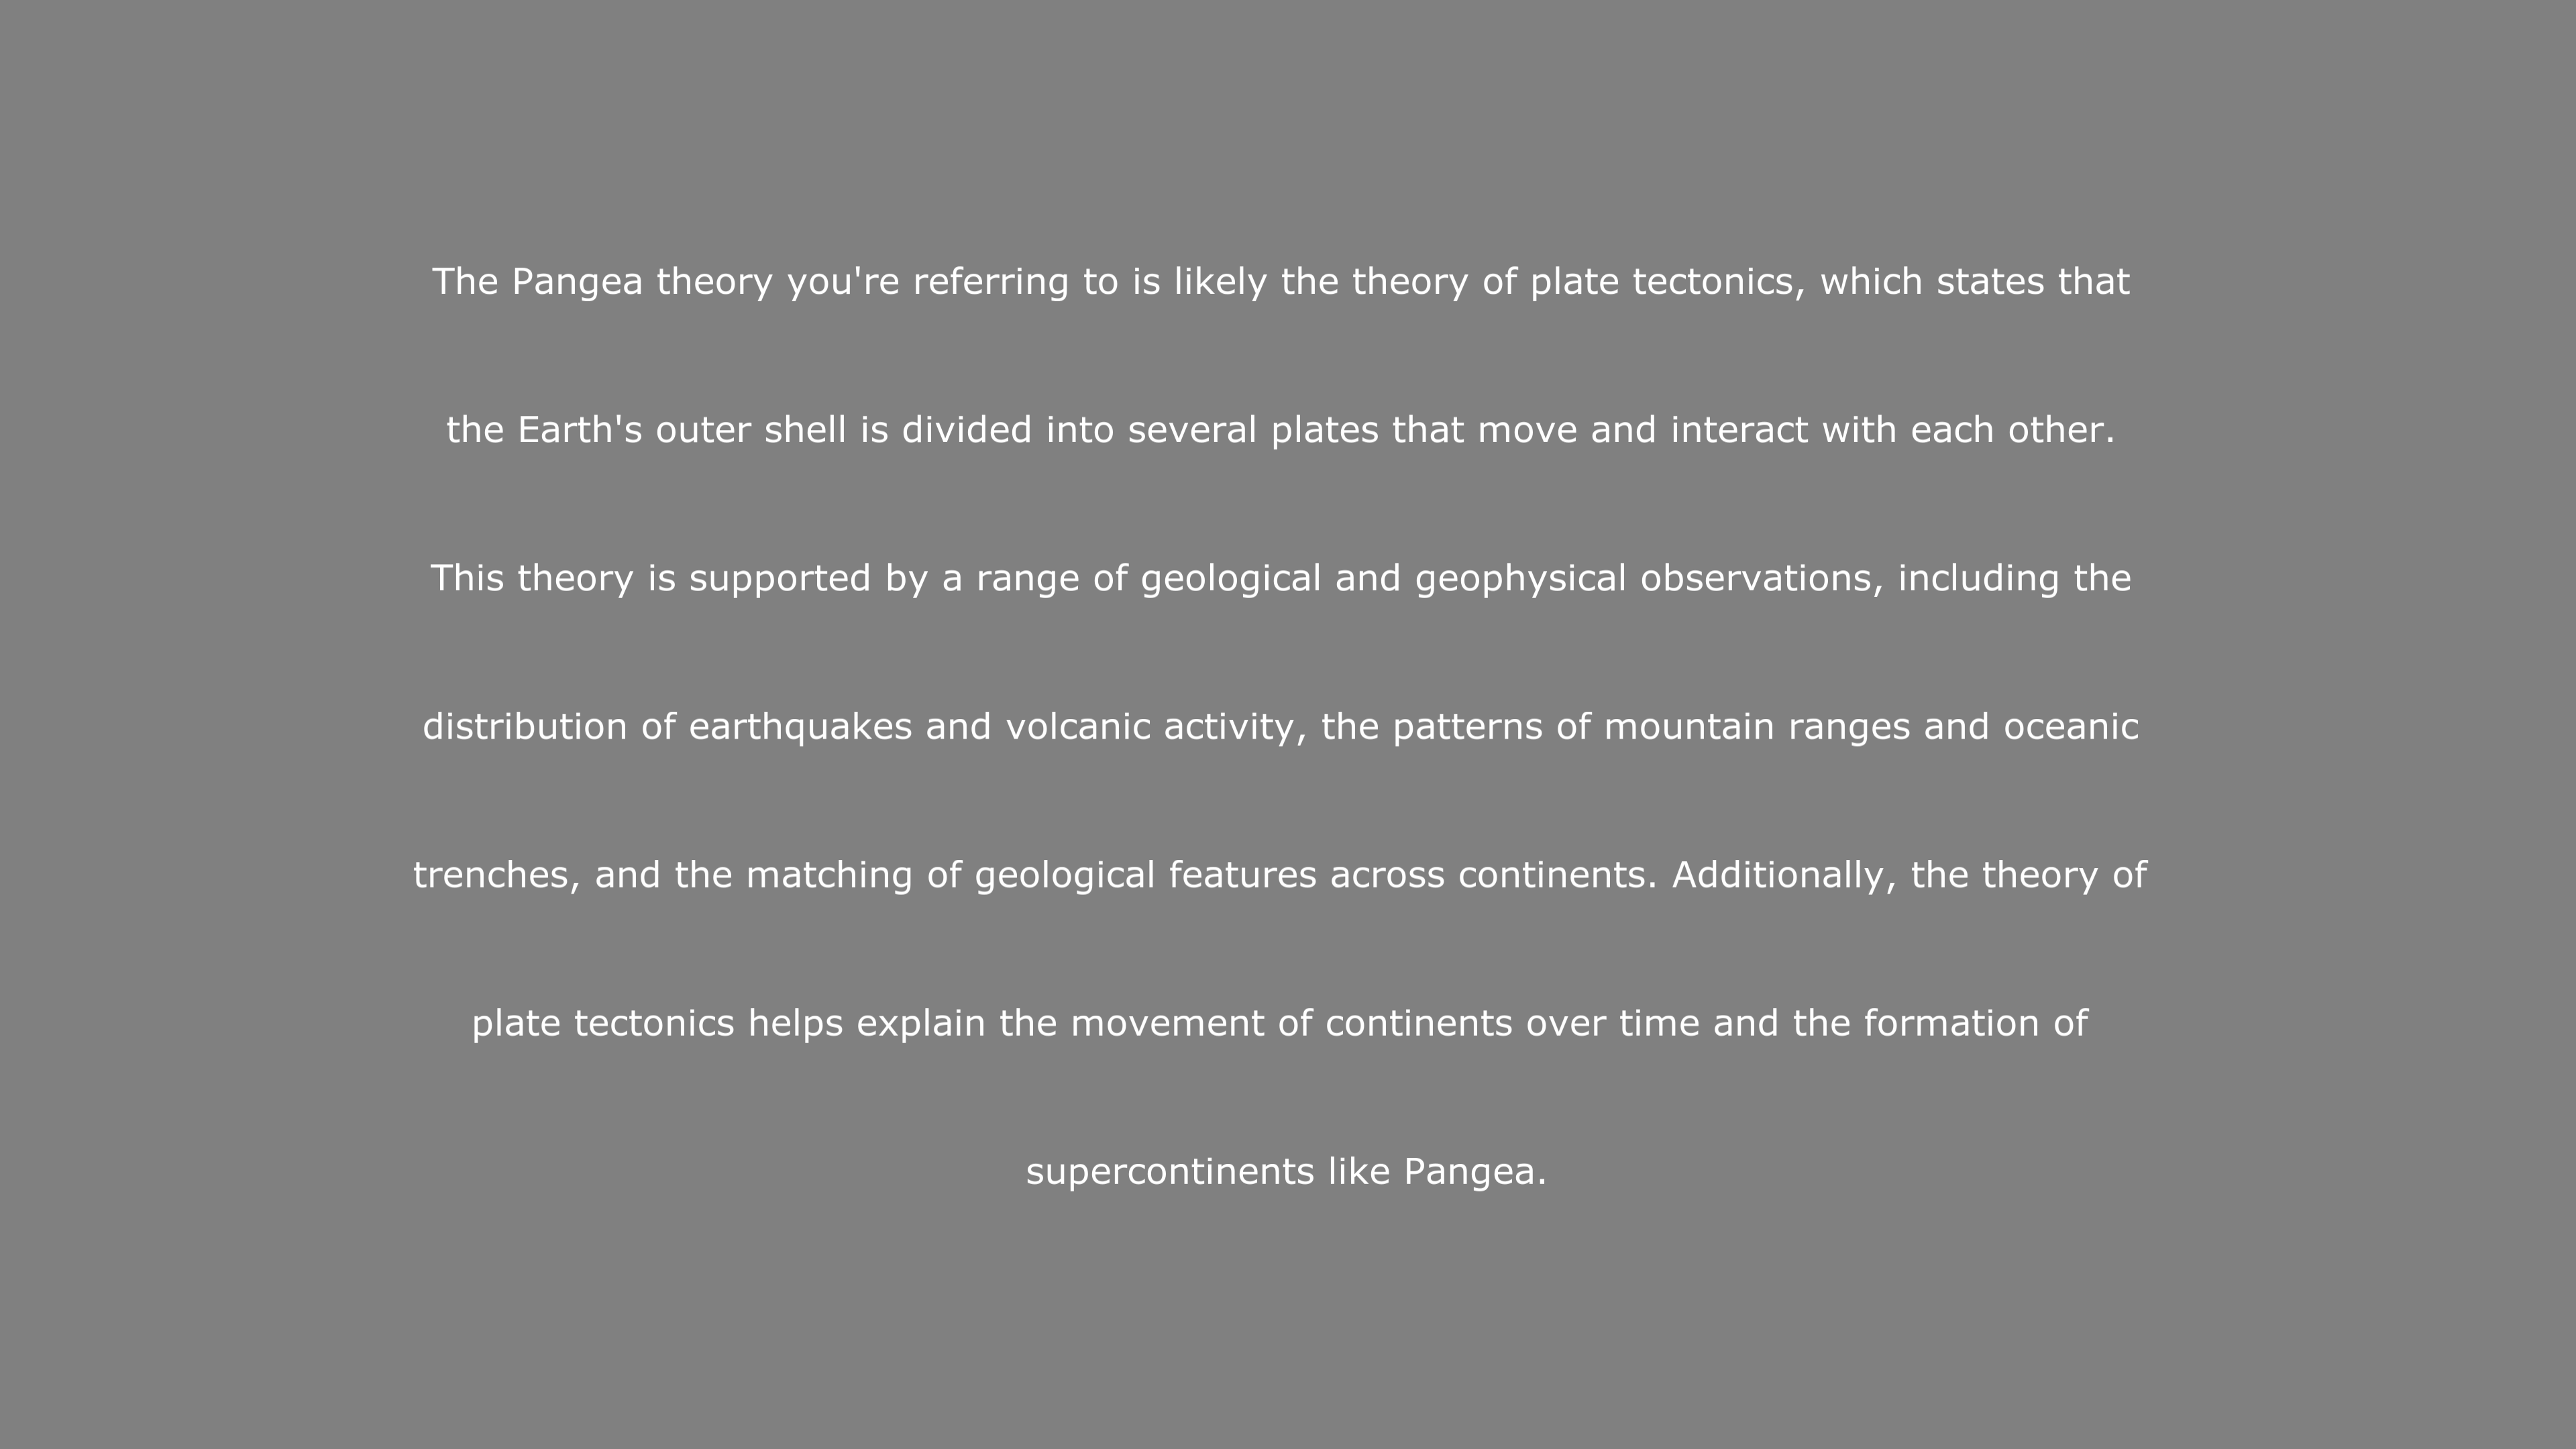 The Pangea theory you're referring to is likely the theory of plate tectonics, which states that
the Earth's outer shell is divided into several plates that move and interact with each other.
This theory is supported by a range of geological and geophysical observations, including the
distribution of earthquakes and volcanic activity, the patterns of mountain ranges and oceanic
trenches, and the matching of geological features across continents. Additionally, the theory of
plate tectonics helps explain the movement of continents over time and the formation of
supercontinents like Pangea.